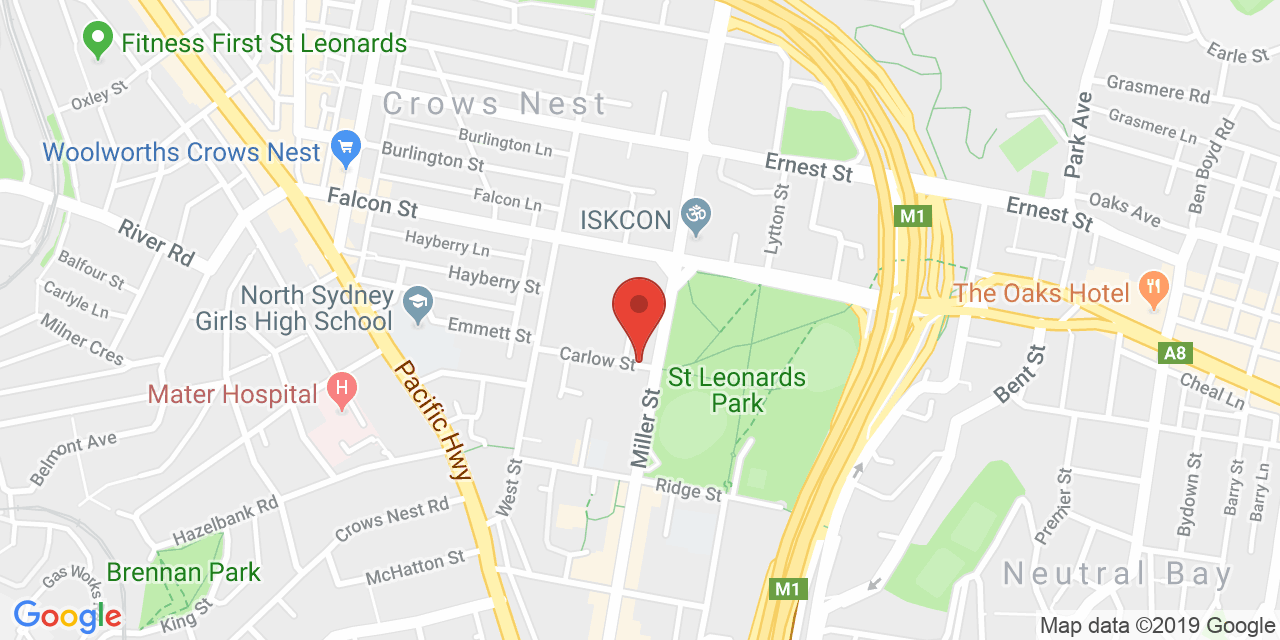 Fitness First St Leonards
Oxley St
Crows Nest
Earle St
Grasmere Rd
Grasmere Ln
Park Ave
Ben Boyd Rd
Burlington Ln
Burlington St
Woolworths Crows Nest
Ernest St
Falcon St
Falcon Ln
ISKCON
ॐ
Lytton St
M1
Oaks Ave
Ernest St
River Rd
Hayberry Ln
Hayberry St
Balfour St
Carlyle Ln
Milner Cres
North Sydney
Girls High School
Emmett St
Carlow St
The Oaks Hotel
A8
Bent St
Cheal Ln
St Leonards
Park
Mater Hospital
H
Pacific Hwy
Miller St
Belmont Ave
West St
Ridge St
Hazelbank Rd
Crows Nest Rd
McHatton St
Premier St
Bydown St
Barry St
Barry Ln
Brennan Park
Gas Works
King St
M1
Neutral Bay
Google
Map data ©2019 Google